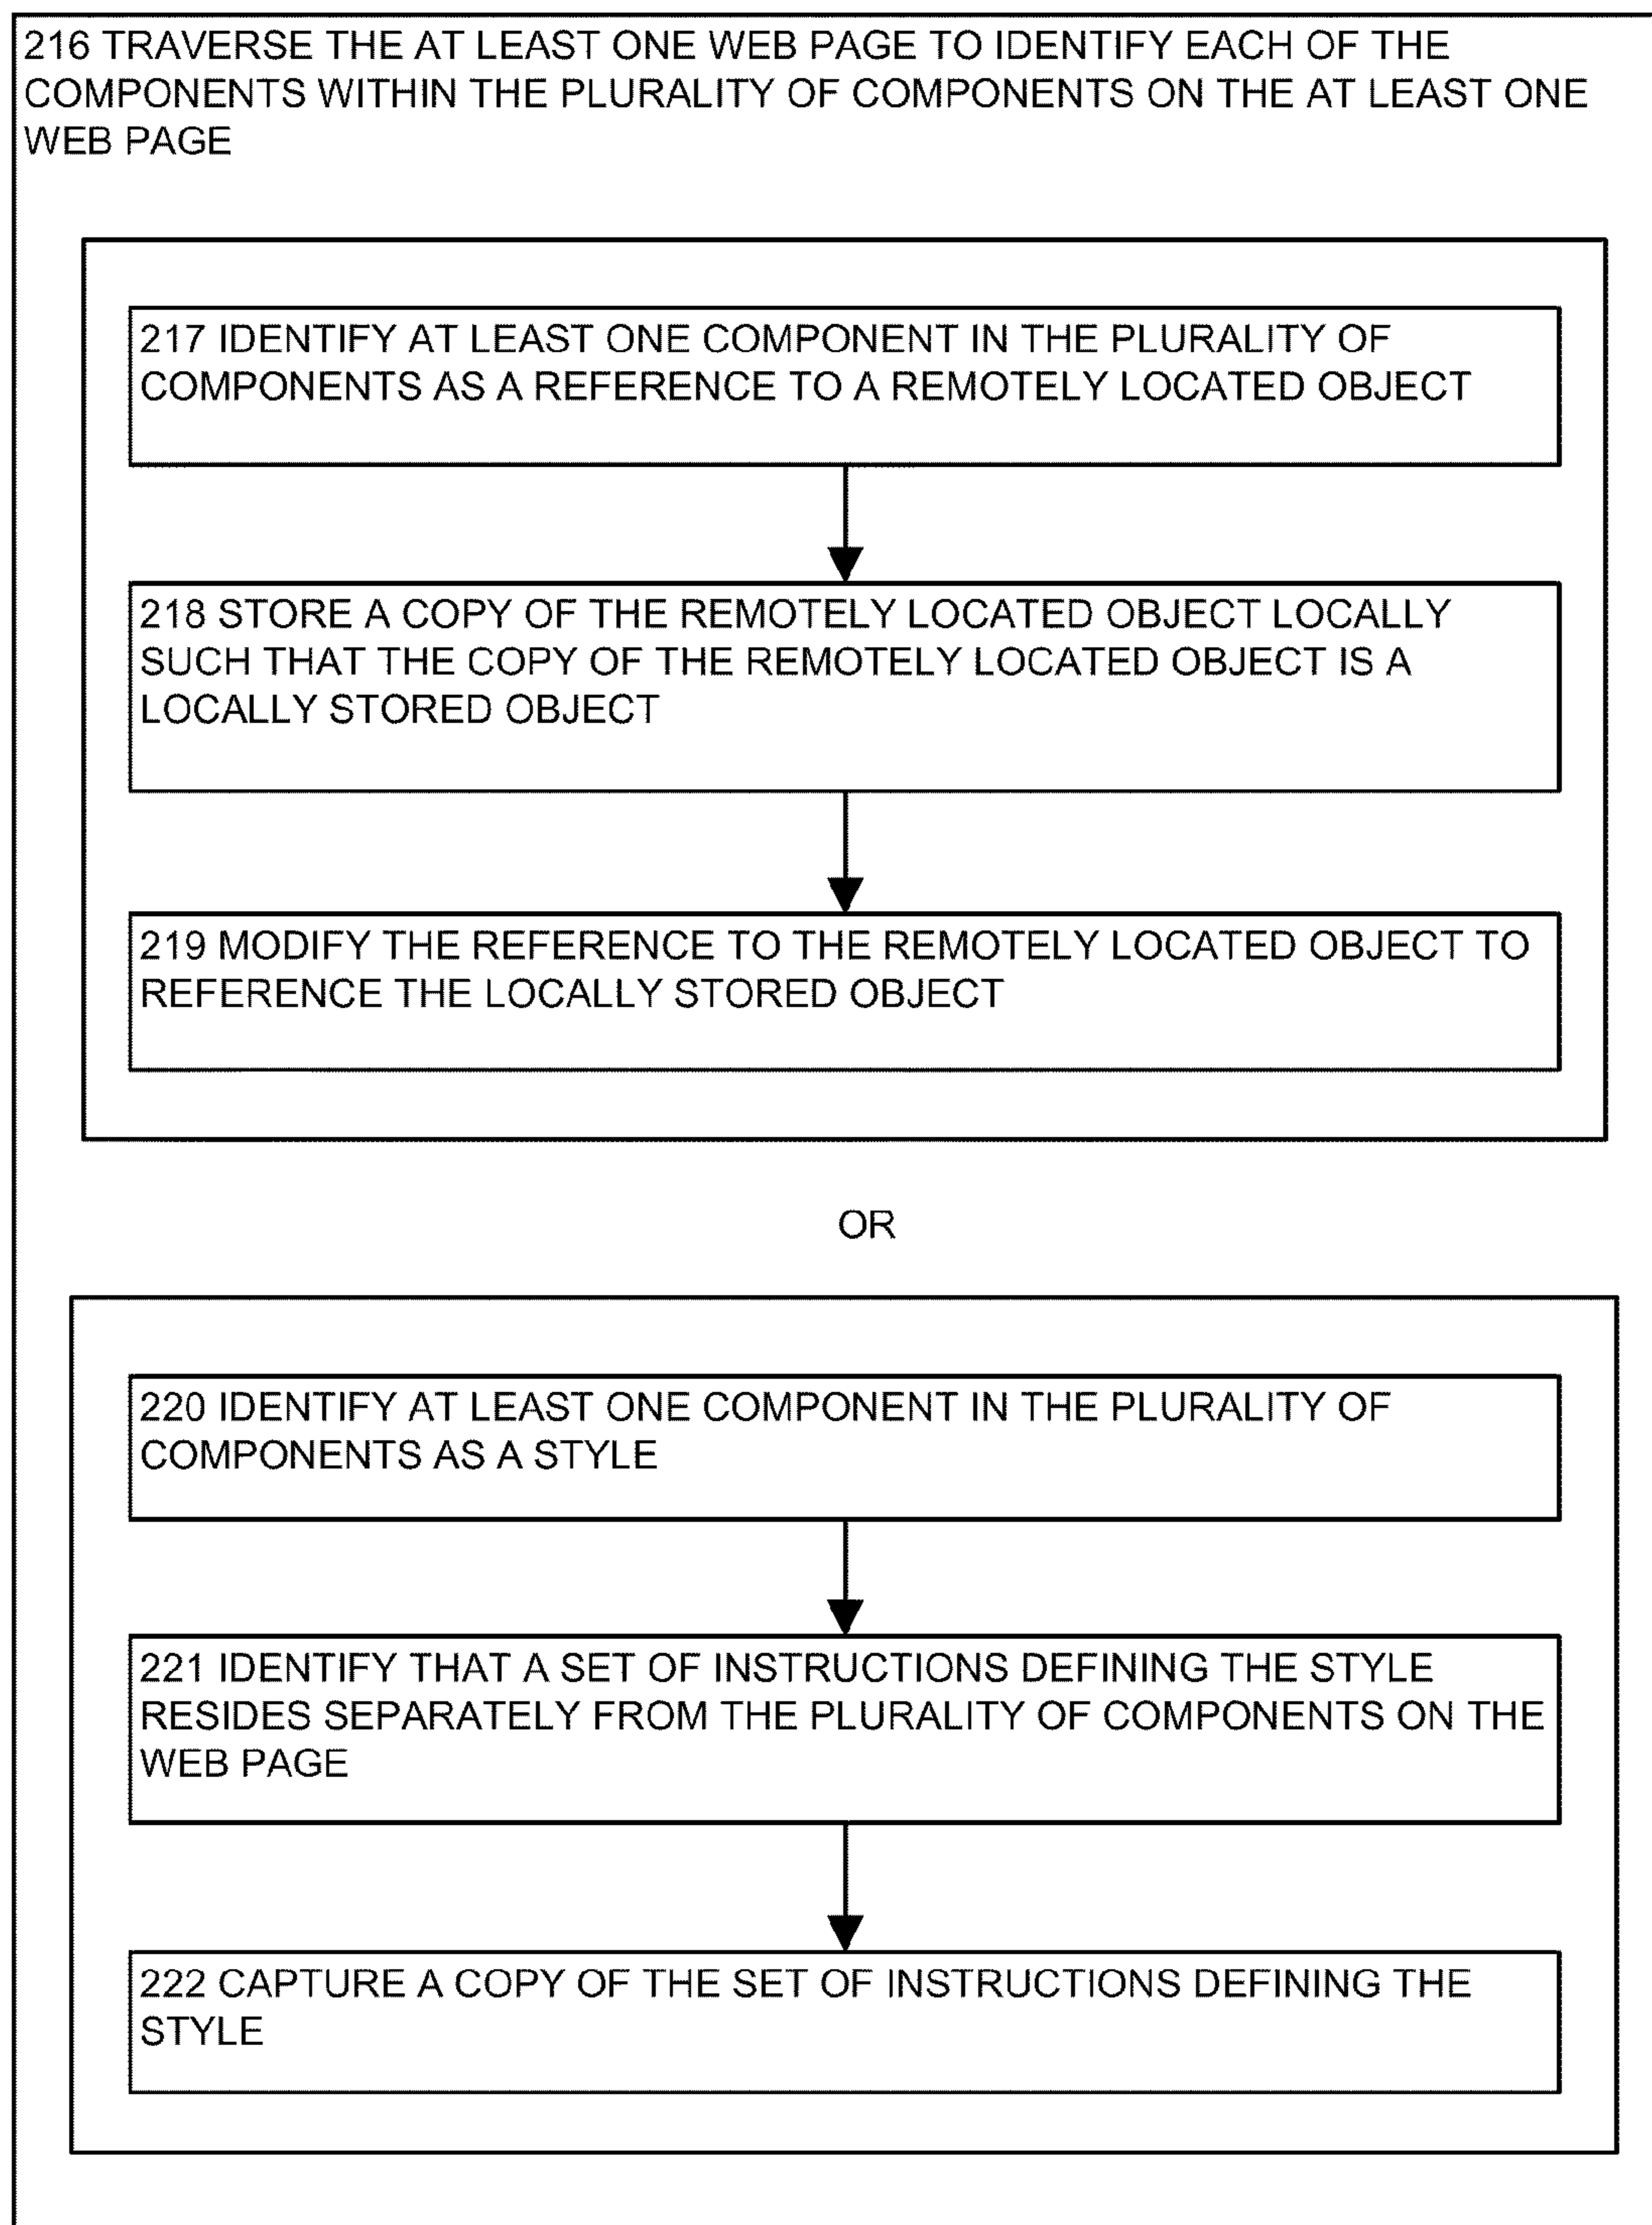 216 TRAVERSE THE AT LEAST ONE WEB PAGE TO IDENTIFY EACH OF THE
COMPONENTS WITHIN THE PLURALITY OF COMPONENTS ON THE AT LEAST ONE
WEB PAGE
217 IDENTIFY AT LEAST ONE COMPONENT IN THE PLURALITY OF
COMPONENTS AS A REFERENCE TO A REMOTELY LOCATED OBJECT
218 STORE A COPY OF THE REMOTELY LOCATED OBJECT LOCALLY
SUCH THAT THE COPY OF THE REMOTELY LOCATED OBJECT IS A
LOCALLY STORED OBJECT
219 MODIFY THE REFERENCE TO THE REMOTELY LOCATED OBJECT TO
REFERENCE THE LOCALLY STORED OBJECT
OR
220 IDENTIFY AT LEAST ONE COMPONENT IN THE PLURALITY OF
COMPONENTS AS A STYLE
221 IDENTIFY THAT A SET OF INSTRUCTIONS DEFINING THE STYLE
RESIDES SEPARATELY FROM THE PLURALITY OF COMPONENTS ON THE
WEB PAGE
222 CAPTURE A COPY OF THE SET OF INSTRUCTIONS DEFINING THE
STYLE